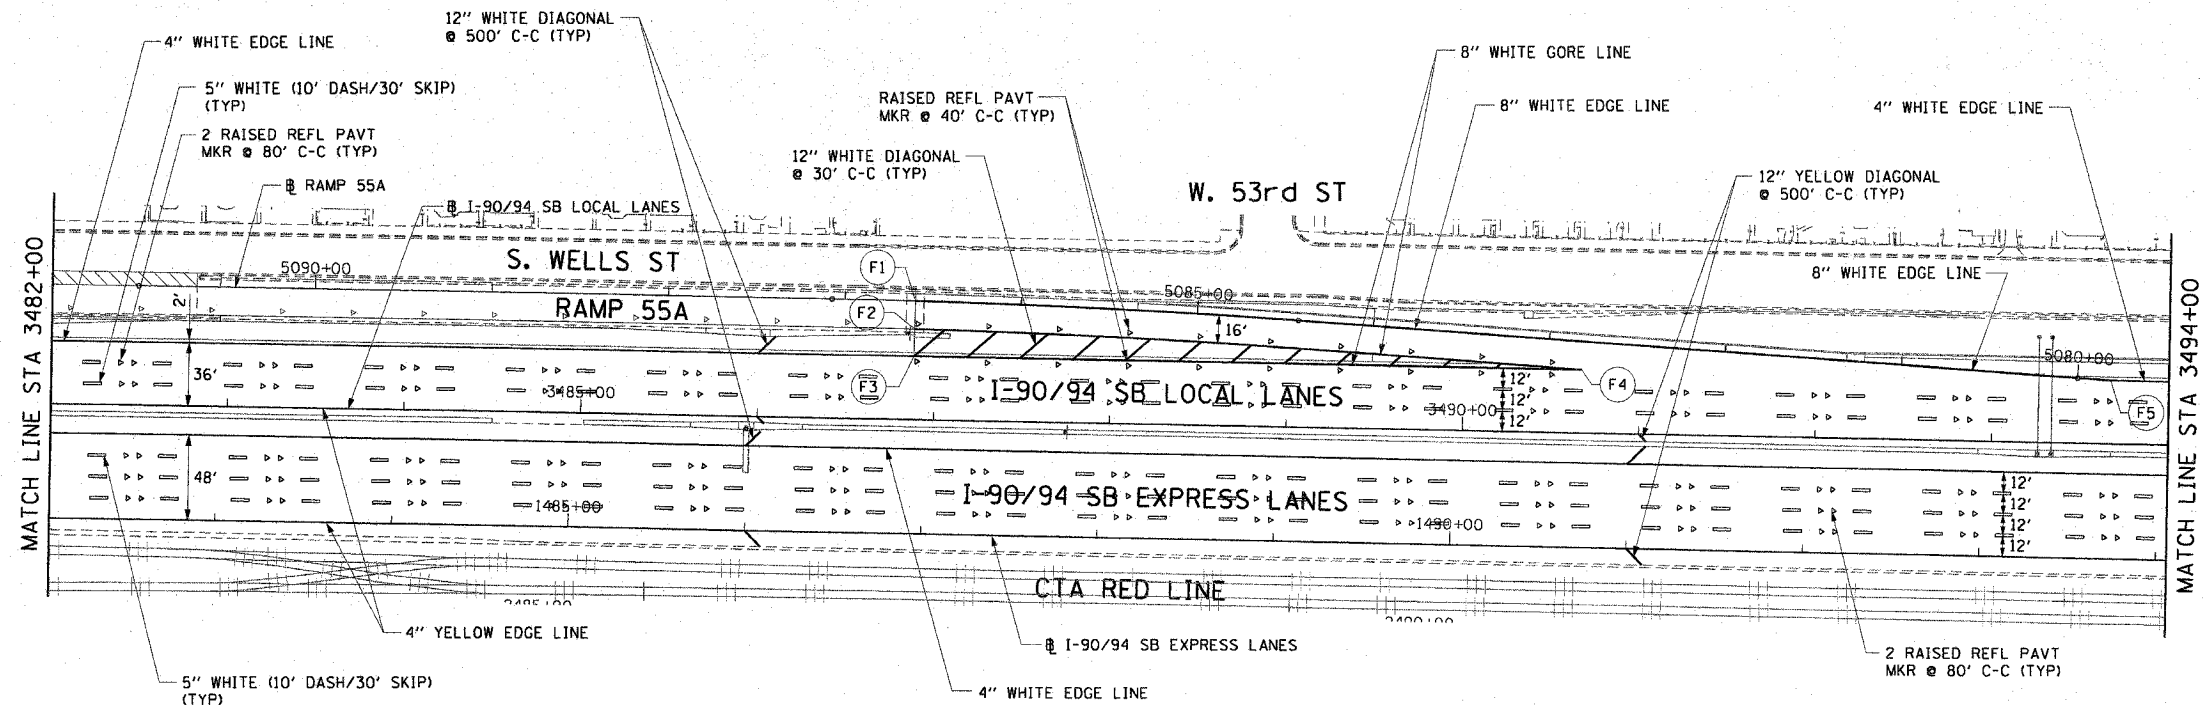 12" WHITE DIAGONAL
@ 500' C-C (TYP)
4" WHITE EDGE LINE
5" WHITE (10' DASH/30' SKIP)
(TYP)
2 RAISED REFL PAVT
MKR @ 80' C-C (TYP)
RAISED REFL PAVT
MKR @ 40' C-C (TYP)
12" WHITE DIAGONAL
@ 30' C-C (TYP)
8" WHITE GORE LINE
8" WHITE EDGE LINE
4" WHITE EDGE LINE
12" YELLOW DIAGONAL
@ 500' C-C (TYP)
W. 53rd ST
RAMP 55A
I-90/94 SB LOCAL LANES
S. WELLS ST
5090+00
RAMP 55A
2'
F1
F2
F3
5085+00
16'
8" WHITE EDGE LINE
5080+00
MATCH LINE STA 3482+00
MATCH LINE STA 3494+00
36'
3485+00
I-90/94 SB LOCAL LANES
3490+00
12'
12'
12'
F4
F5
48'
1485+00
I-90/94 SB EXPRESS LANES
1490+00
12'
12'
12'
12'
CTA RED LINE
3485+00
3490+00
4" YELLOW EDGE LINE
I-90/94 SB EXPRESS LANES
5" WHITE (10' DASH/30' SKIP)
(TYP)
4" WHITE EDGE LINE
2 RAISED REFL PAVT
MKR @ 80' C-C (TYP)